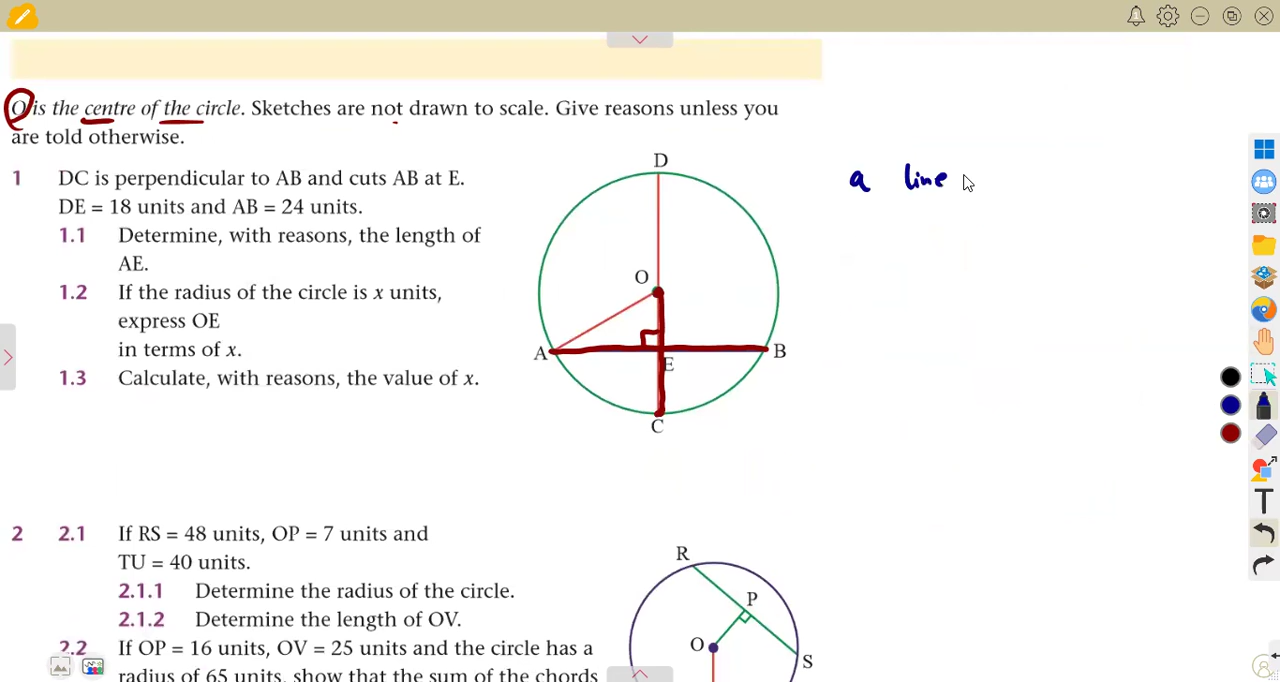 O is the centre of the circle. Sketches are not drawn to scale. Give reasons unless you
are told otherwise.
1 DC is perpendicular to AB and cuts AB at E.
DE = 18 units and AB = 24 units.
1.1 Determine, with reasons, the length of
AE.
1.2 If the radius of the circle is x units,
express OE
in terms of x.
1.3 Calculate, with reasons, the value of x.
D
O
A
B
E
C
a line
2 2.1 If RS = 48 units, OP = 7 units and
TU = 40 units.
2.1.1 Determine the radius of the circle.
2.1.2 Determine the length of OV.
2.2 If OP = 16 units, OV = 25 units and the circle has a
radius of 65 units, show that the sum of the chords
R
P
O
S
T